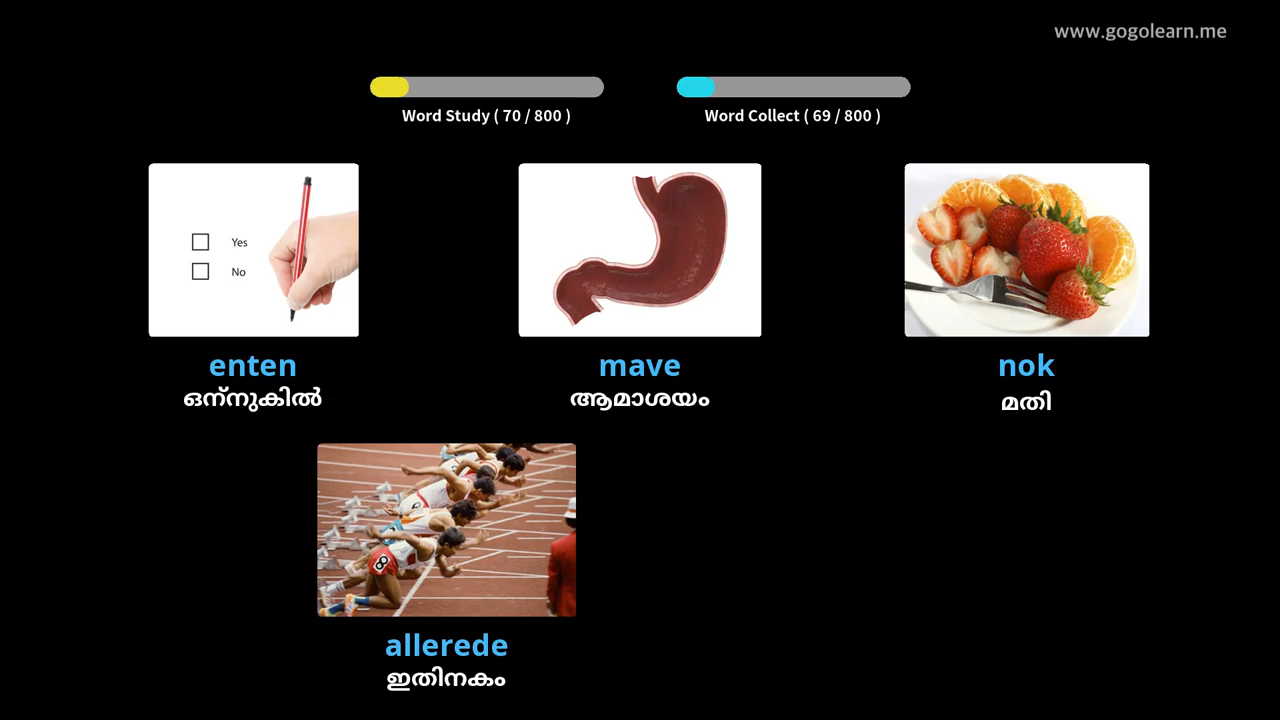 www.gogolearn.me
Word Study ( 70 / 800 )
Word Collect ( 69 / 800 )
Yes
No
enten
ഒന്നുകിൽ
mave
ആമാശയം
nok
മതി
8
allerede
ഇതിനകം